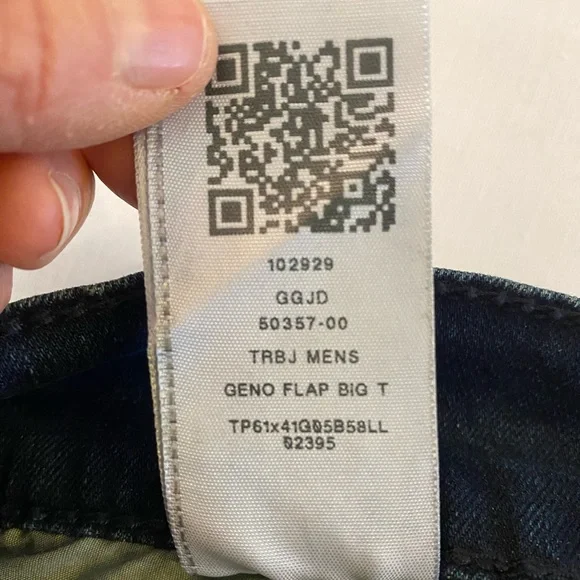 102929
GGJD
50357-00
TRBJ MENS
GENO FLAP BIG T
TP61x41G05B58LL
02395